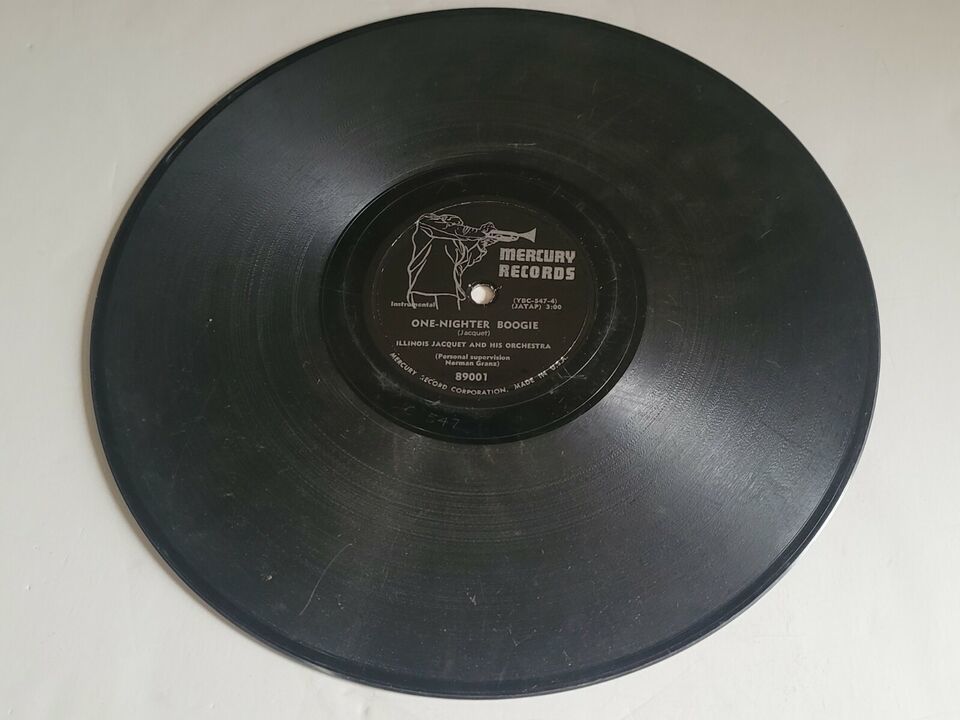 MERCURY
RECORDS
Instrumental
(YBC-547-4)
(JATAP) 3:00
ONE-NIGHTER BOOGIE
(Jacquet)
ILLINOIS JACQUET AND HIS ORCHESTRA
(Personal supervision
Norman Granz)
89001
MERCURY RECORD CORPORATION. MADE IN U.S.A.
C 547